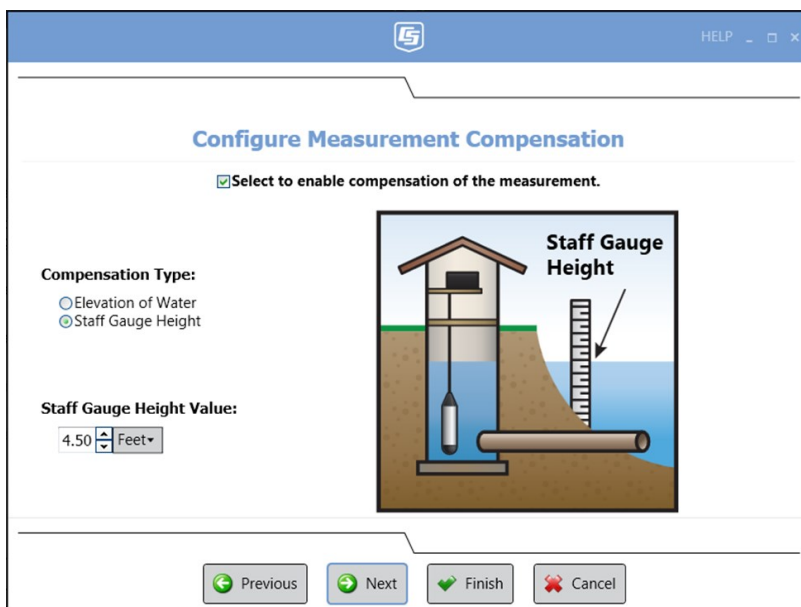 HELP
Configure Measurement Compensation
Select to enable compensation of the measurement.
Staff Gauge
Height
Compensation Type:
Elevation of Water
Staff Gauge Height
Staff Gauge Height Value:
4.50 Feet
Previous Next Finish Cancel